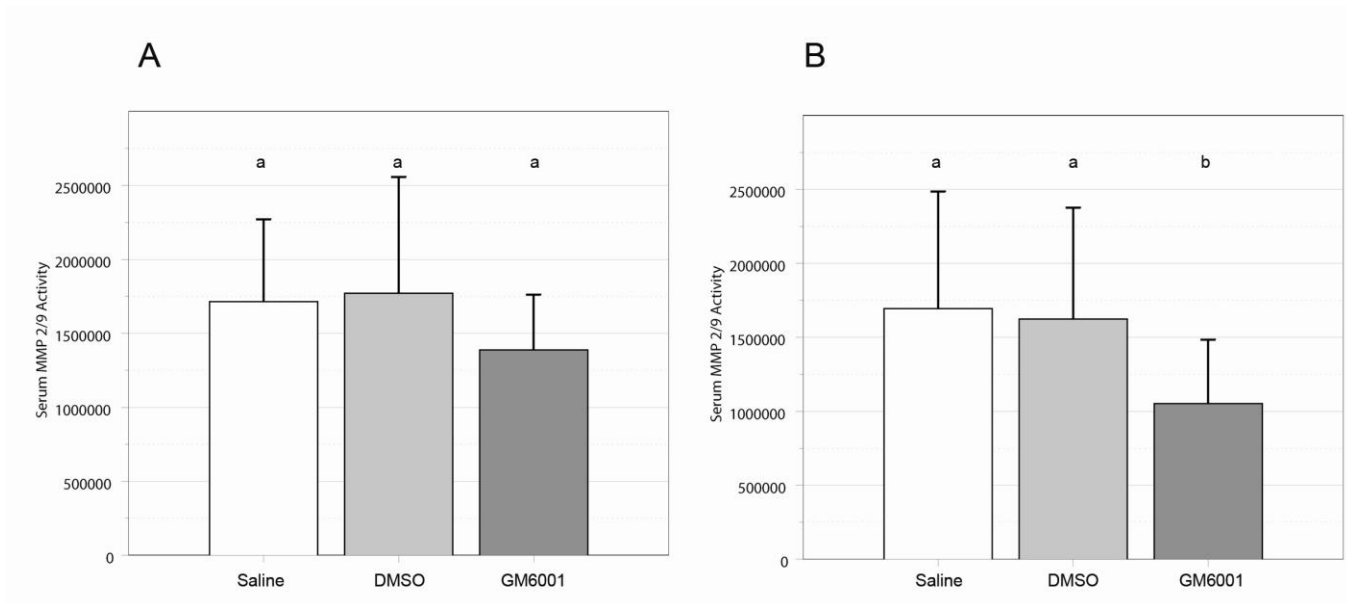 A
a a a
2500000
2000000
1500000
1000000
500000
0
Serum MMP 2/9 Activity
Saline DMSO GM6001
B
a a b
2500000
2000000
1500000
1000000
500000
0
Serum MMP 2/9 Activity
Saline DMSO GM6001